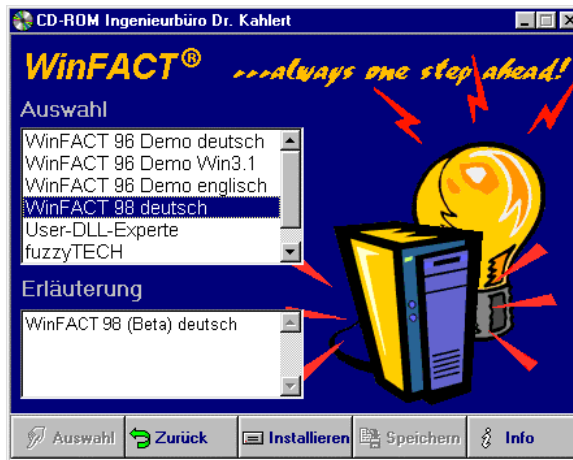 CD-ROM Ingenieurbüro Dr. Kahlert
WinFACT® ...always one step ahead!
Auswahl
WinFACT 96 Demo deutsch
WinFACT 96 Demo Win3.1
WinFACT 96 Demo englisch
WinFACT 98 deutsch
User-DLL-Experte
fuzzyTECH
Erläuterung
WinFACT 98 (Beta) deutsch
Auswahl Zurück Installieren Speichern Info